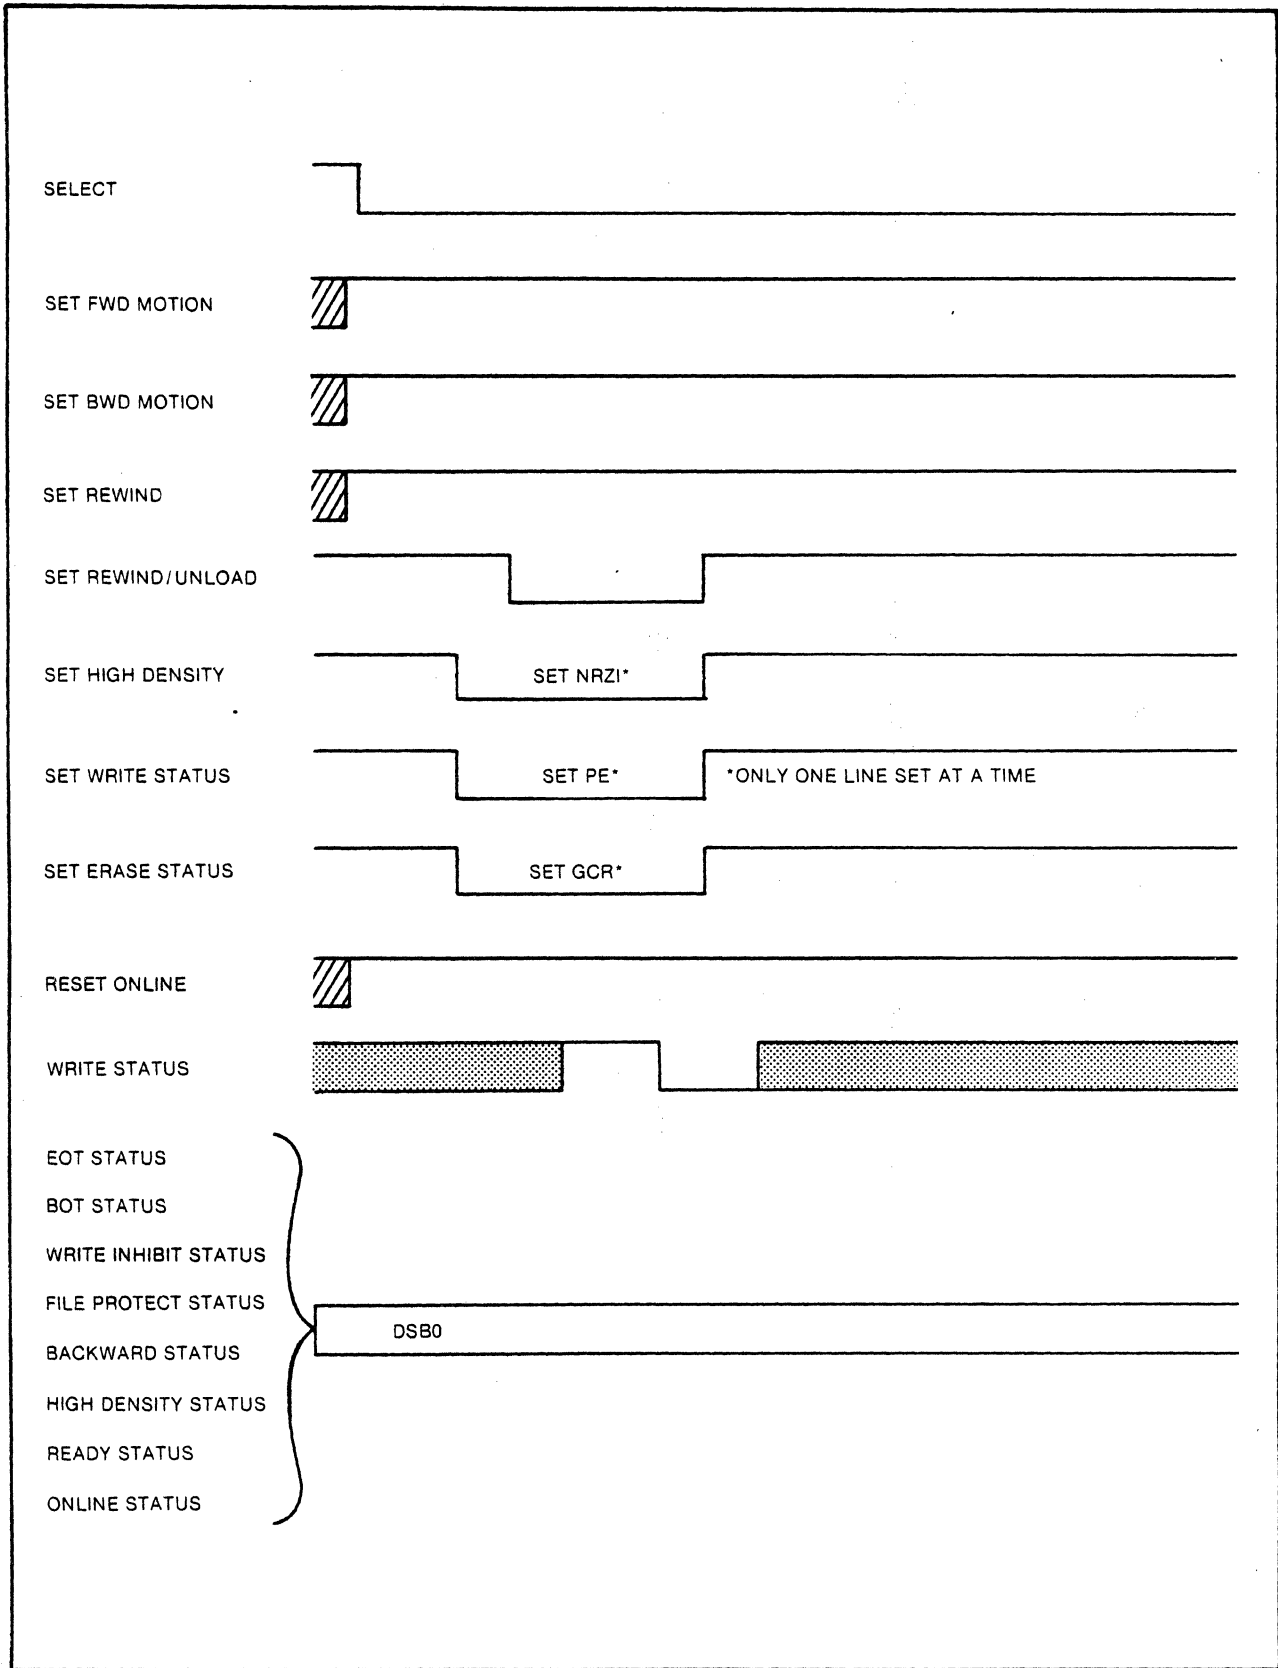 SELECT
SET FWD MOTION
SET BWD MOTION
SET REWIND
SET REWIND/UNLOAD
SET HIGH DENSITY SET NRZI*
SET WRITE STATUS SET PE* *ONLY ONE LINE SET AT A TIME
SET ERASE STATUS SET GCR*
RESET ONLINE
WRITE STATUS
EOT STATUS
BOT STATUS
WRITE INHIBIT STATUS
FILE PROTECT STATUS
DSB0
BACKWARD STATUS
HIGH DENSITY STATUS
READY STATUS
ONLINE STATUS